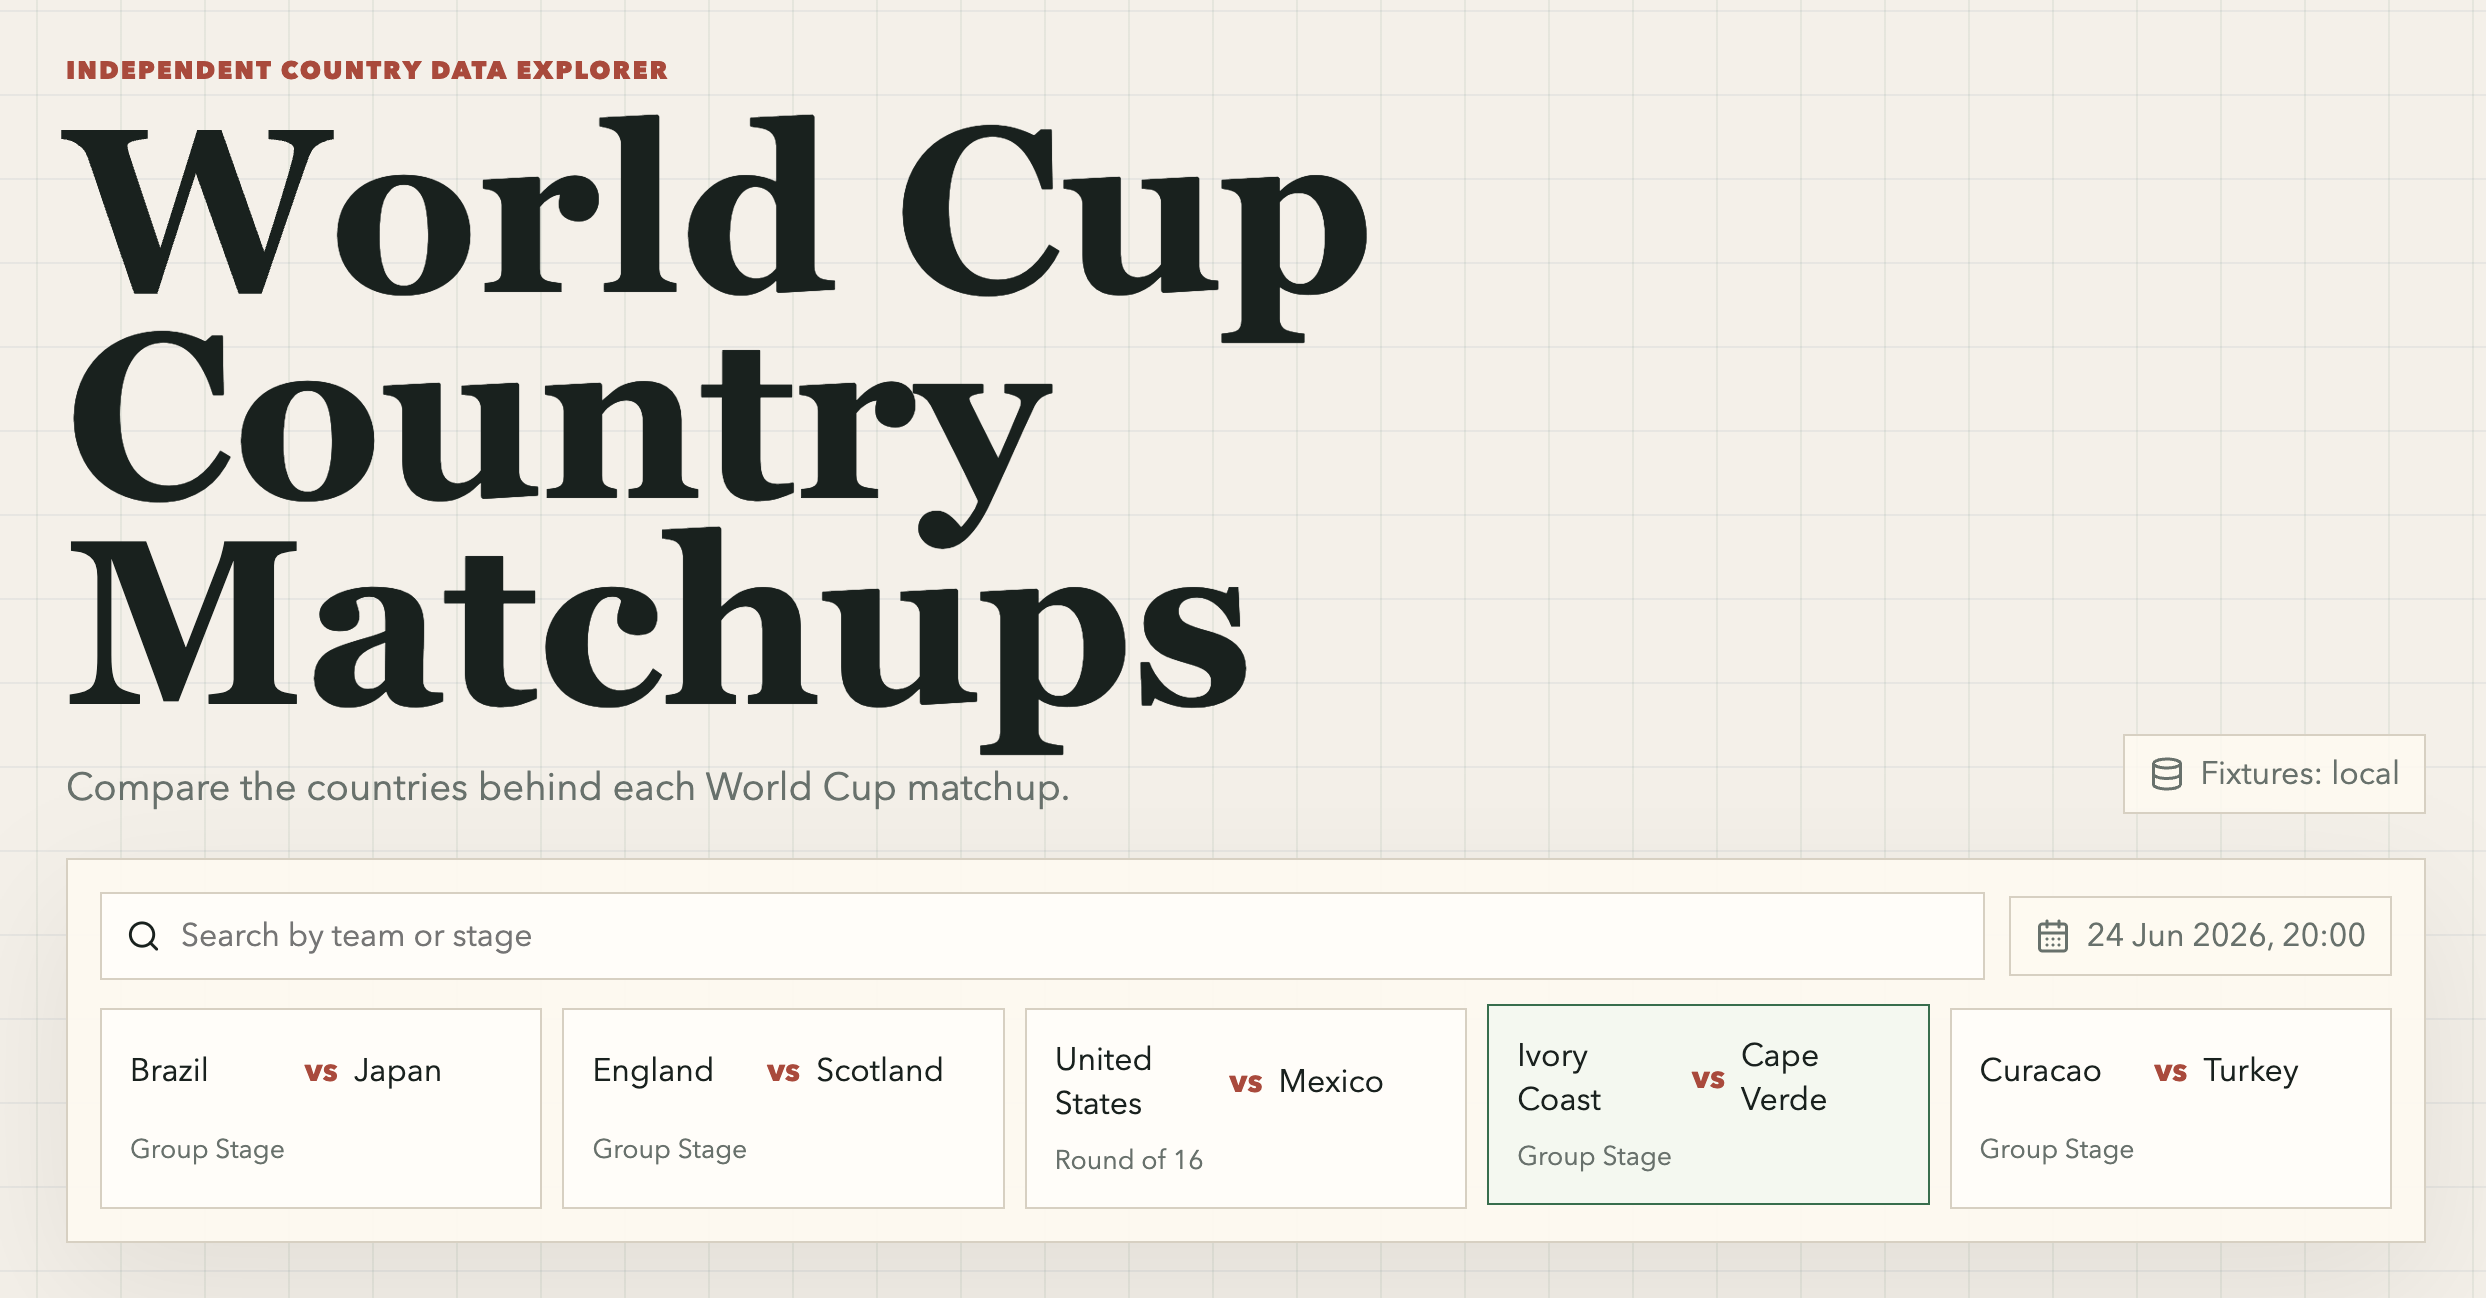 INDEPENDENT COUNTRY DATA EXPLORER
World Cup
Country
Matchups
Compare the countries behind each World Cup matchup.
Fixtures: local
Search by team or stage
24 Jun 2026, 20:00
Brazil vs Japan
Group Stage
England vs Scotland
Group Stage
United
States
vs Mexico
Round of 16
Ivory
Coast
vs
Cape
Verde
Group Stage
Curacao vs Turkey
Group Stage